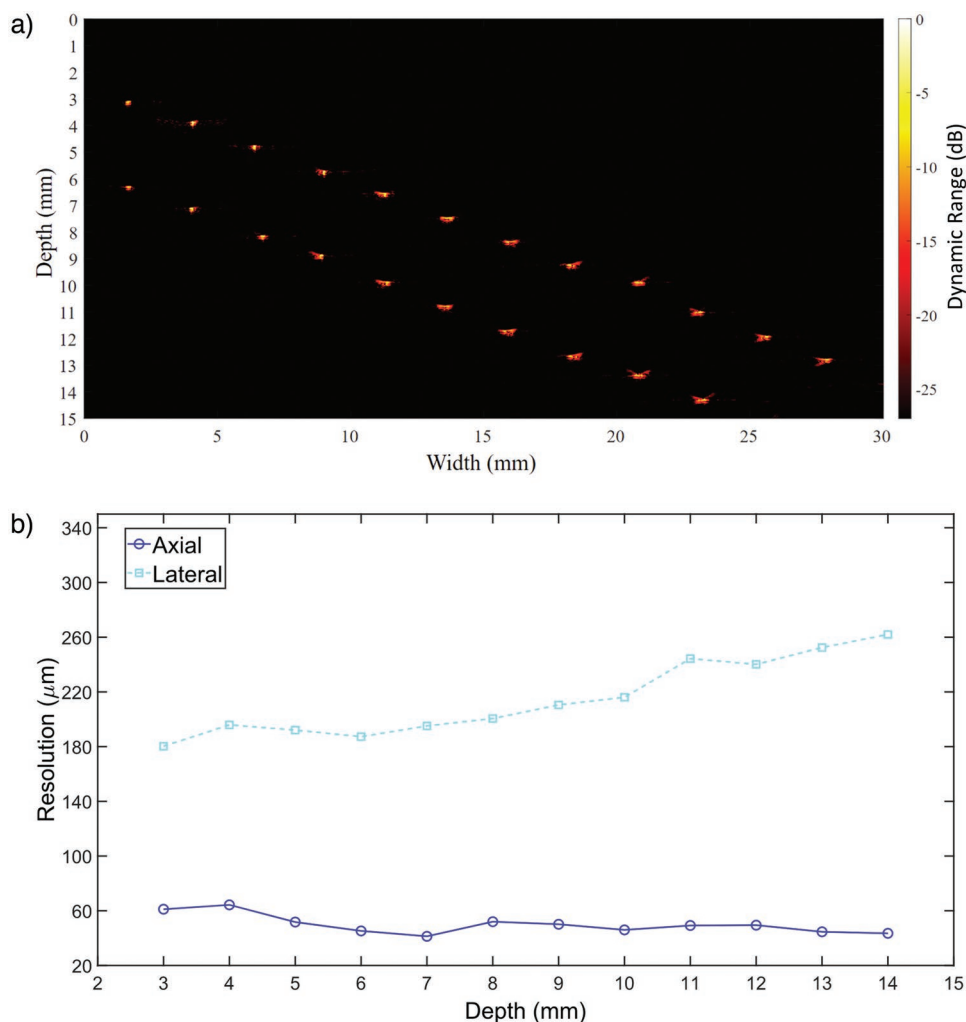 a)
0
1
2
3
4
5
6
7
8
9
10
11
12
13
14
15
Depth (mm)
0 5 10 15 20 25 30
Width (mm)
0
-5
-10
-15
-20
-25
Dynamic Range (dB)
b)
340
300
260
220
180
140
100
60
20
Resolution (μm)
Axial
Lateral
2 3 4 5 6 7 8 9 10 11 12 13 14 15
Depth (mm)